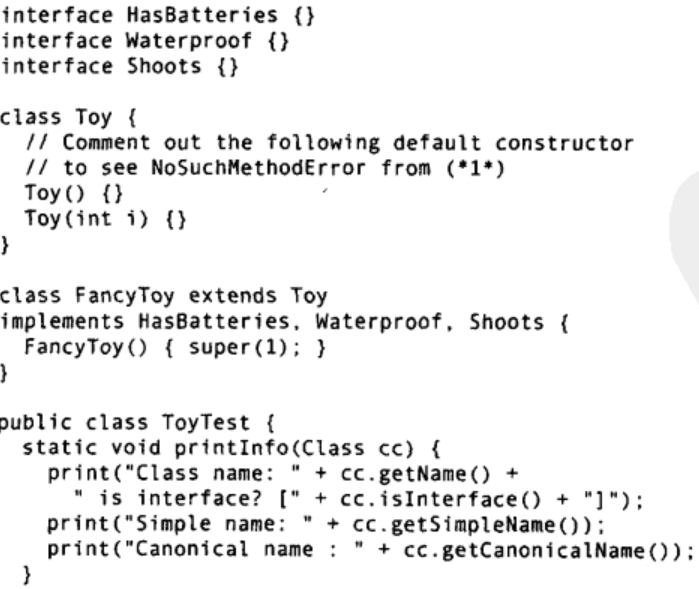 interface HasBatteries {}
interface Waterproof {}
interface Shoots {}

class Toy {
  // Comment out the following default constructor
  // to see NoSuchMethodError from (*1*)
  Toy() {}
  Toy(int i) {}
}

class FancyToy extends Toy
implements HasBatteries, Waterproof, Shoots {
  FancyToy() { super(1); }
}

public class ToyTest {
  static void printInfo(Class cc) {
    print("Class name: " + cc.getName() +
      " is interface? [" + cc.isInterface() + "]");
    print("Simple name: " + cc.getSimpleName());
    print("Canonical name : " + cc.getCanonicalName());
  }